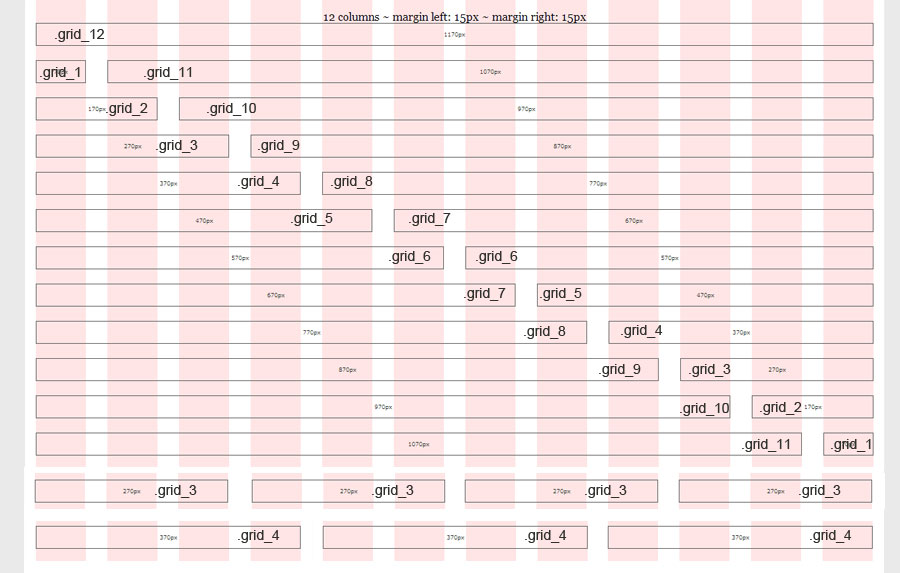 12 columns ~ margin left: 15px ~ margin right: 15px
.grid_12 1170px
.grid_1 .grid_11 1070px
170px .grid_2 .grid_10 970px
270px .grid_3 .grid_9 870px
370px .grid_4 .grid_8 770px
470px .grid_5 .grid_7 670px
570px .grid_6 .grid_6 570px
670px .grid_7 .grid_5 470px
770px .grid_8 .grid_4 370px
870px .grid_9 .grid_3 270px
970px .grid_10 .grid_2 170px
1070px .grid_11 .grid_1
270px .grid_3 270px .grid_3 270px .grid_3 270px .grid_3
370px .grid_4 370px .grid_4 370px .grid_4